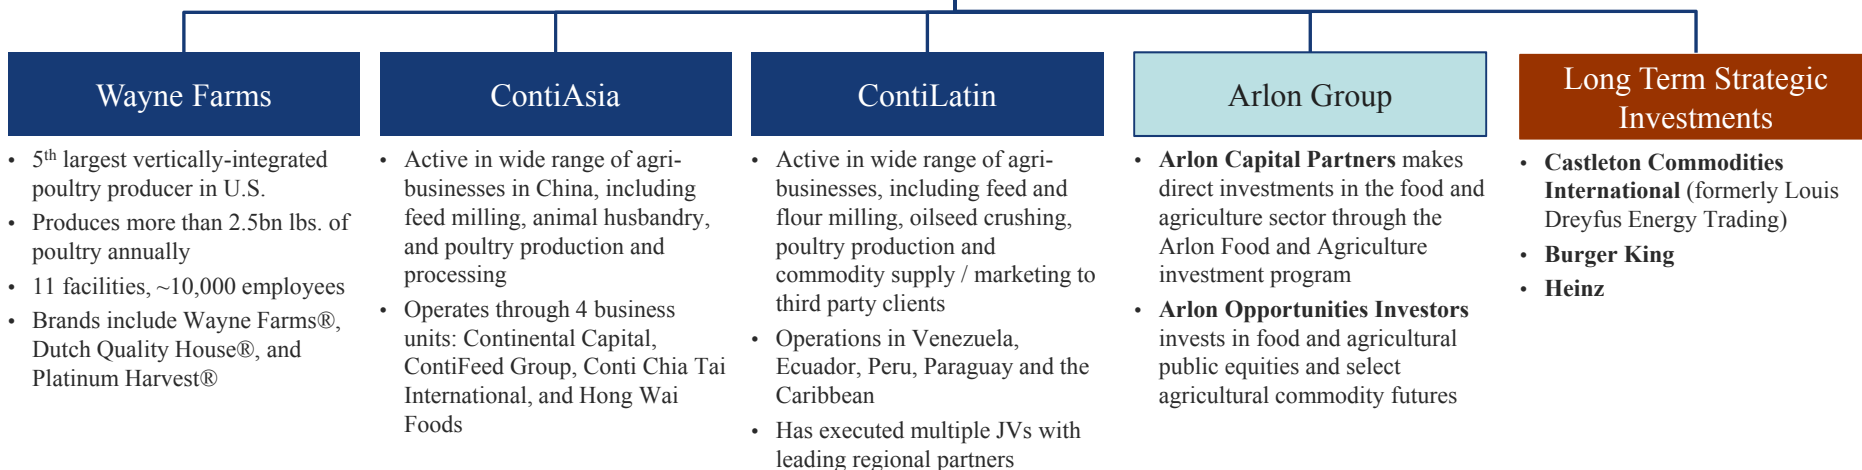 Wayne Farms
• 5th largest vertically-integrated
poultry producer in U.S.
• Produces more than 2.5bn lbs. of
poultry annually
• 11 facilities, ~10,000 employees
• Brands include Wayne Farms®,
Dutch Quality House®, and
Platinum Harvest®
ContiAsia
• Active in wide range of agri-
businesses in China, including
feed milling, animal husbandry,
and poultry production and
processing
• Operates through 4 business
units: Continental Capital,
ContiFeed Group, Conti Chia Tai
International, and Hong Wai
Foods
ContiLatin
• Active in wide range of agri-
businesses, including feed and
flour milling, oilseed crushing,
poultry production and
commodity supply / marketing to
third party clients
• Operations in Venezuela,
Ecuador, Peru, Paraguay and the
Caribbean
• Has executed multiple JVs with
leading regional partners
Arlon Group
• Arlon Capital Partners makes
direct investments in the food and
agriculture sector through the
Arlon Food and Agriculture
investment program
• Arlon Opportunities Investors
invests in food and agricultural
public equities and select
agricultural commodity futures
Long Term Strategic
Investments
• Castleton Commodities
International (formerly Louis
Dreyfus Energy Trading)
• Burger King
• Heinz